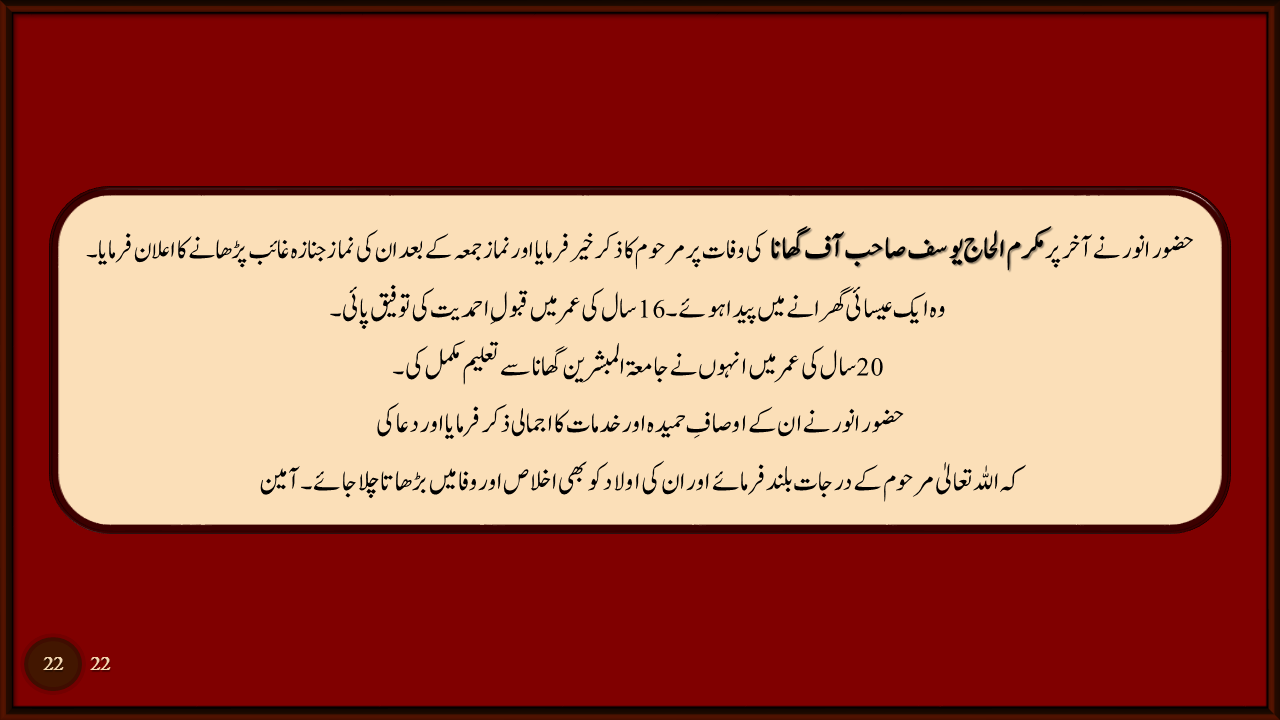 حضور انور نے آخر پر مکرم الحاج یوسف صاحب آف گھانا کی وفات پر مرحوم کا ذکر خیر فرمایا اور نماز جمعہ کے بعد ان کی نماز جنازہ غائب پڑھانے کا اعلان فرمایا۔
وہ ایک عیسائی گھرانے میں پیدا ہوئے۔16 سال کی عمر میں قبولِ احمدیت کی توفیق پائی۔
20سال کی عمر میں انہوں نے جامعۃ المبشرین گھانا سے تعلیم مکمل کی۔
حضور انور نے ان کے اوصافِ حمیدہ اور خدمات کا اجمالی ذکر فرمایا اور دعا کی
کہ اللہ تعالیٰ مرحوم کے درجات بلند فرمائے اور ان کی اولاد کو بھی اخلاص اور وفا میں بڑھاتا چلا جائے۔ آمین
22 22